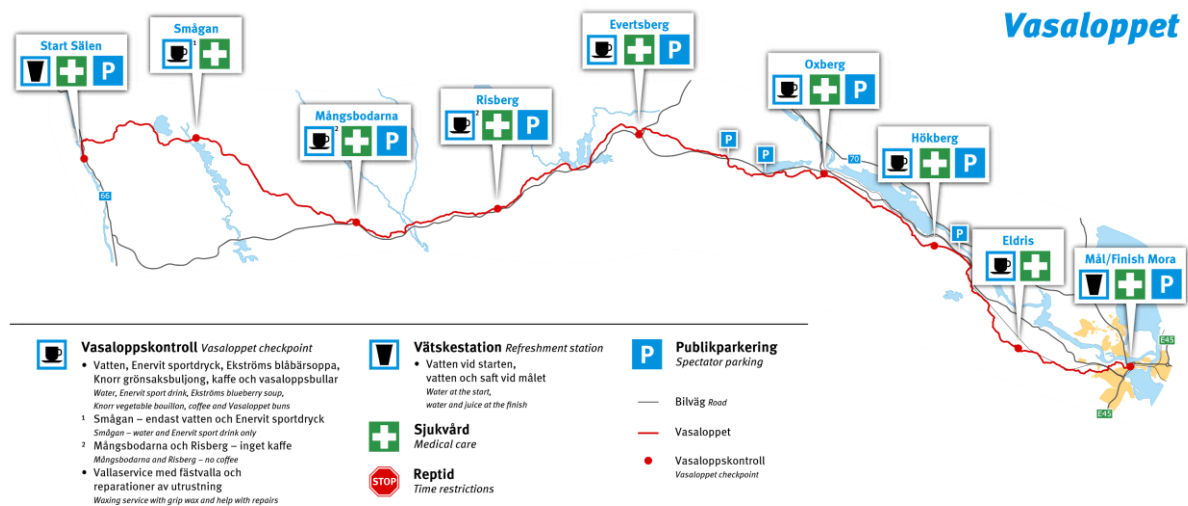 Vasaloppet
Start Sälen
P
Smågan
1
Mångsbodarna
2
P
Risberg
2
P
Evertsberg
P
Oxberg
P
Hökberg
P
Eldris
Mål/Finish Mora
P
66
P
P
70
P
E45
E45
Vasaloppskontroll Vasaloppet checkpoint
• Vatten, Enervit sportdryck, Ekströms blåbärsoppa,
Knorr grönsaksbuljong, kaffe och vasaloppsbullar
Water, Enervit sport drink, Ekströms blueberry soup,
Knorr vegetable bouillon, coffee and Vasaloppet buns
1 Smågan – endast vatten och Enervit sportdryck
Smågan – water and Enervit sport drink only
2 Mångsbodarna och Risberg – inget kaffe
Mångsbodarna and Risberg – no coffee
• Vallaservice med fästvalla och
reparationer av utrustning
Waxing service with grip wax and help with repairs
Vätskestation Refreshment station
• Vatten vid starten,
vatten och saft vid målet
Water at the start,
water and juice at the finish
Sjukvård
Medical care
STOP
Reptid
Time restrictions
P
Publikparkering
Spectator parking
Bilväg Road
Vasaloppet
Vasaloppskontroll
Vasaloppet checkpoint